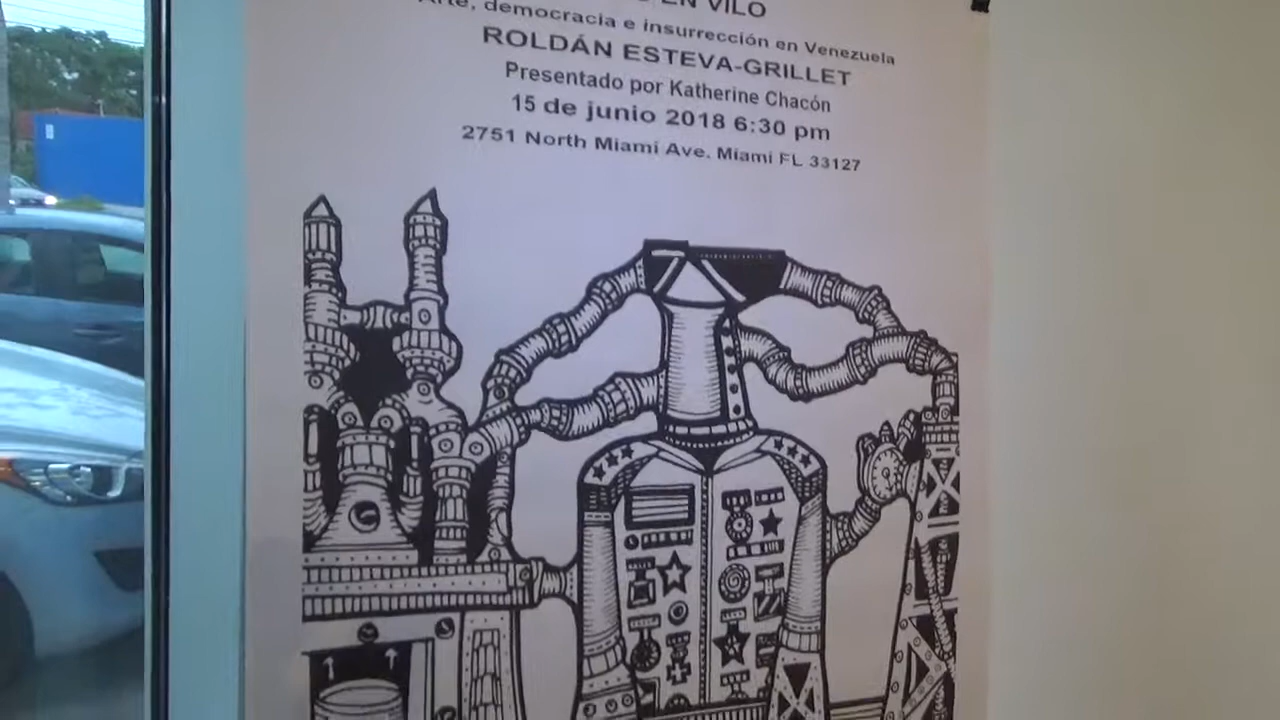 EN VILO
Arte, democracia e insurrección en Venezuela
ROLDÁN ESTEVA-GRILLET
Presentado por Katherine Chacón
15 de junio 2018 6:30 pm
2751 North Miami Ave. Miami FL 33127